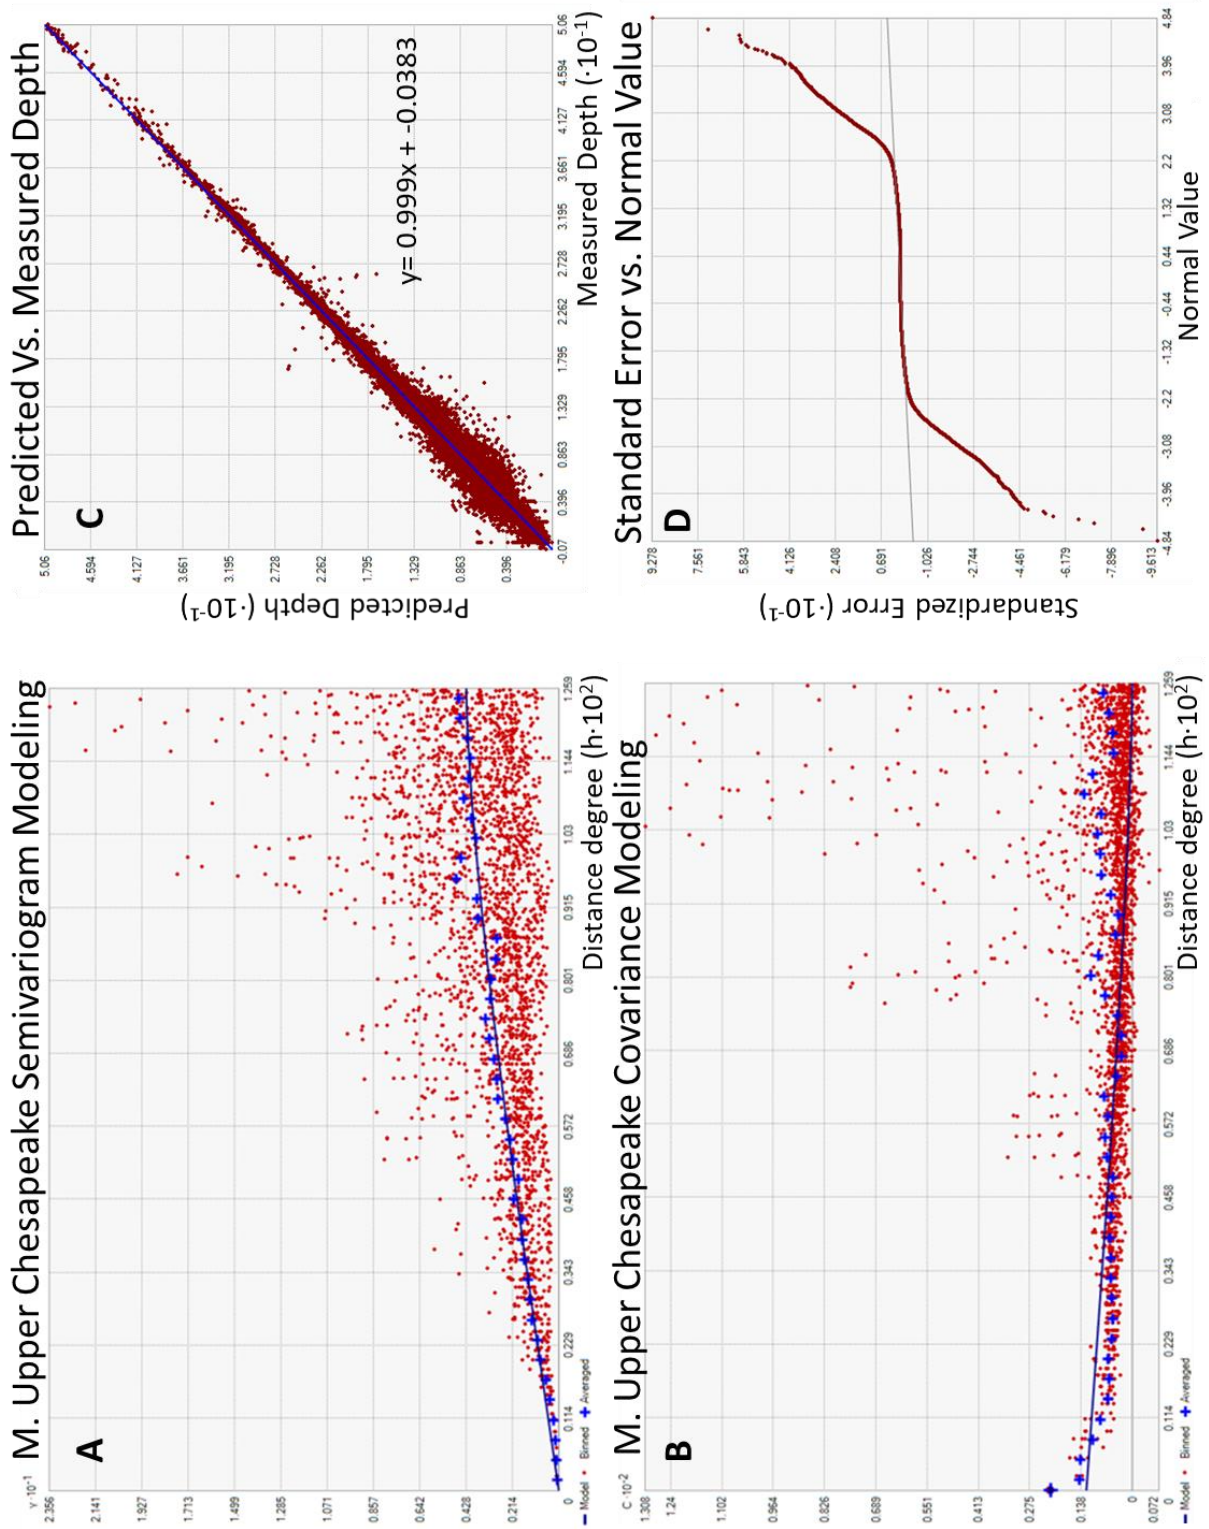 M. Upper Chesapeake Semivariogram Modeling
A
γ·10⁻¹
2.356
2.141
1.927
1.713
1.499
1.285
1.071
0.857
0.642
0.428
0.214
0 0.114 0.229 0.343 0.458 0.572 0.686 0.801 0.915 1.03 1.144 1.259
Distance degree (h·10²)
Model Binned Averaged
M. Upper Chesapeake Covariance Modeling
B
C·10⁻²
1.308
1.24
1.102
0.964
0.826
0.689
0.551
0.413
0.275
0.138
0
-0.072
0.114 0.229 0.343 0.458 0.572 0.686 0.801 0.915 1.03 1.144 1.259
Distance degree (h·10²)
Model Binned Averaged
Predicted Vs. Measured Depth
C
Predicted Depth (·10⁻¹)
5.06
4.594
4.127
3.661
3.195
2.728
2.262
1.795
1.329
0.863
0.396
-0.07 0.396 0.863 1.329 1.795 2.262 2.728 3.195 3.661 4.127 4.594 5.06
y= 0.999x + -0.0383
Measured Depth (·10⁻¹)
Standard Error vs. Normal Value
D
Standardized Error (·10⁻¹)
9.278
7.561
5.843
4.126
2.408
0.691
-1.026
-2.744
-4.461
-6.179
-7.896
-9.613
-4.84 -3.96 -3.08 -2.2 -1.32 -0.44 0.44 1.32 2.2 3.08 3.96 4.84
Normal Value